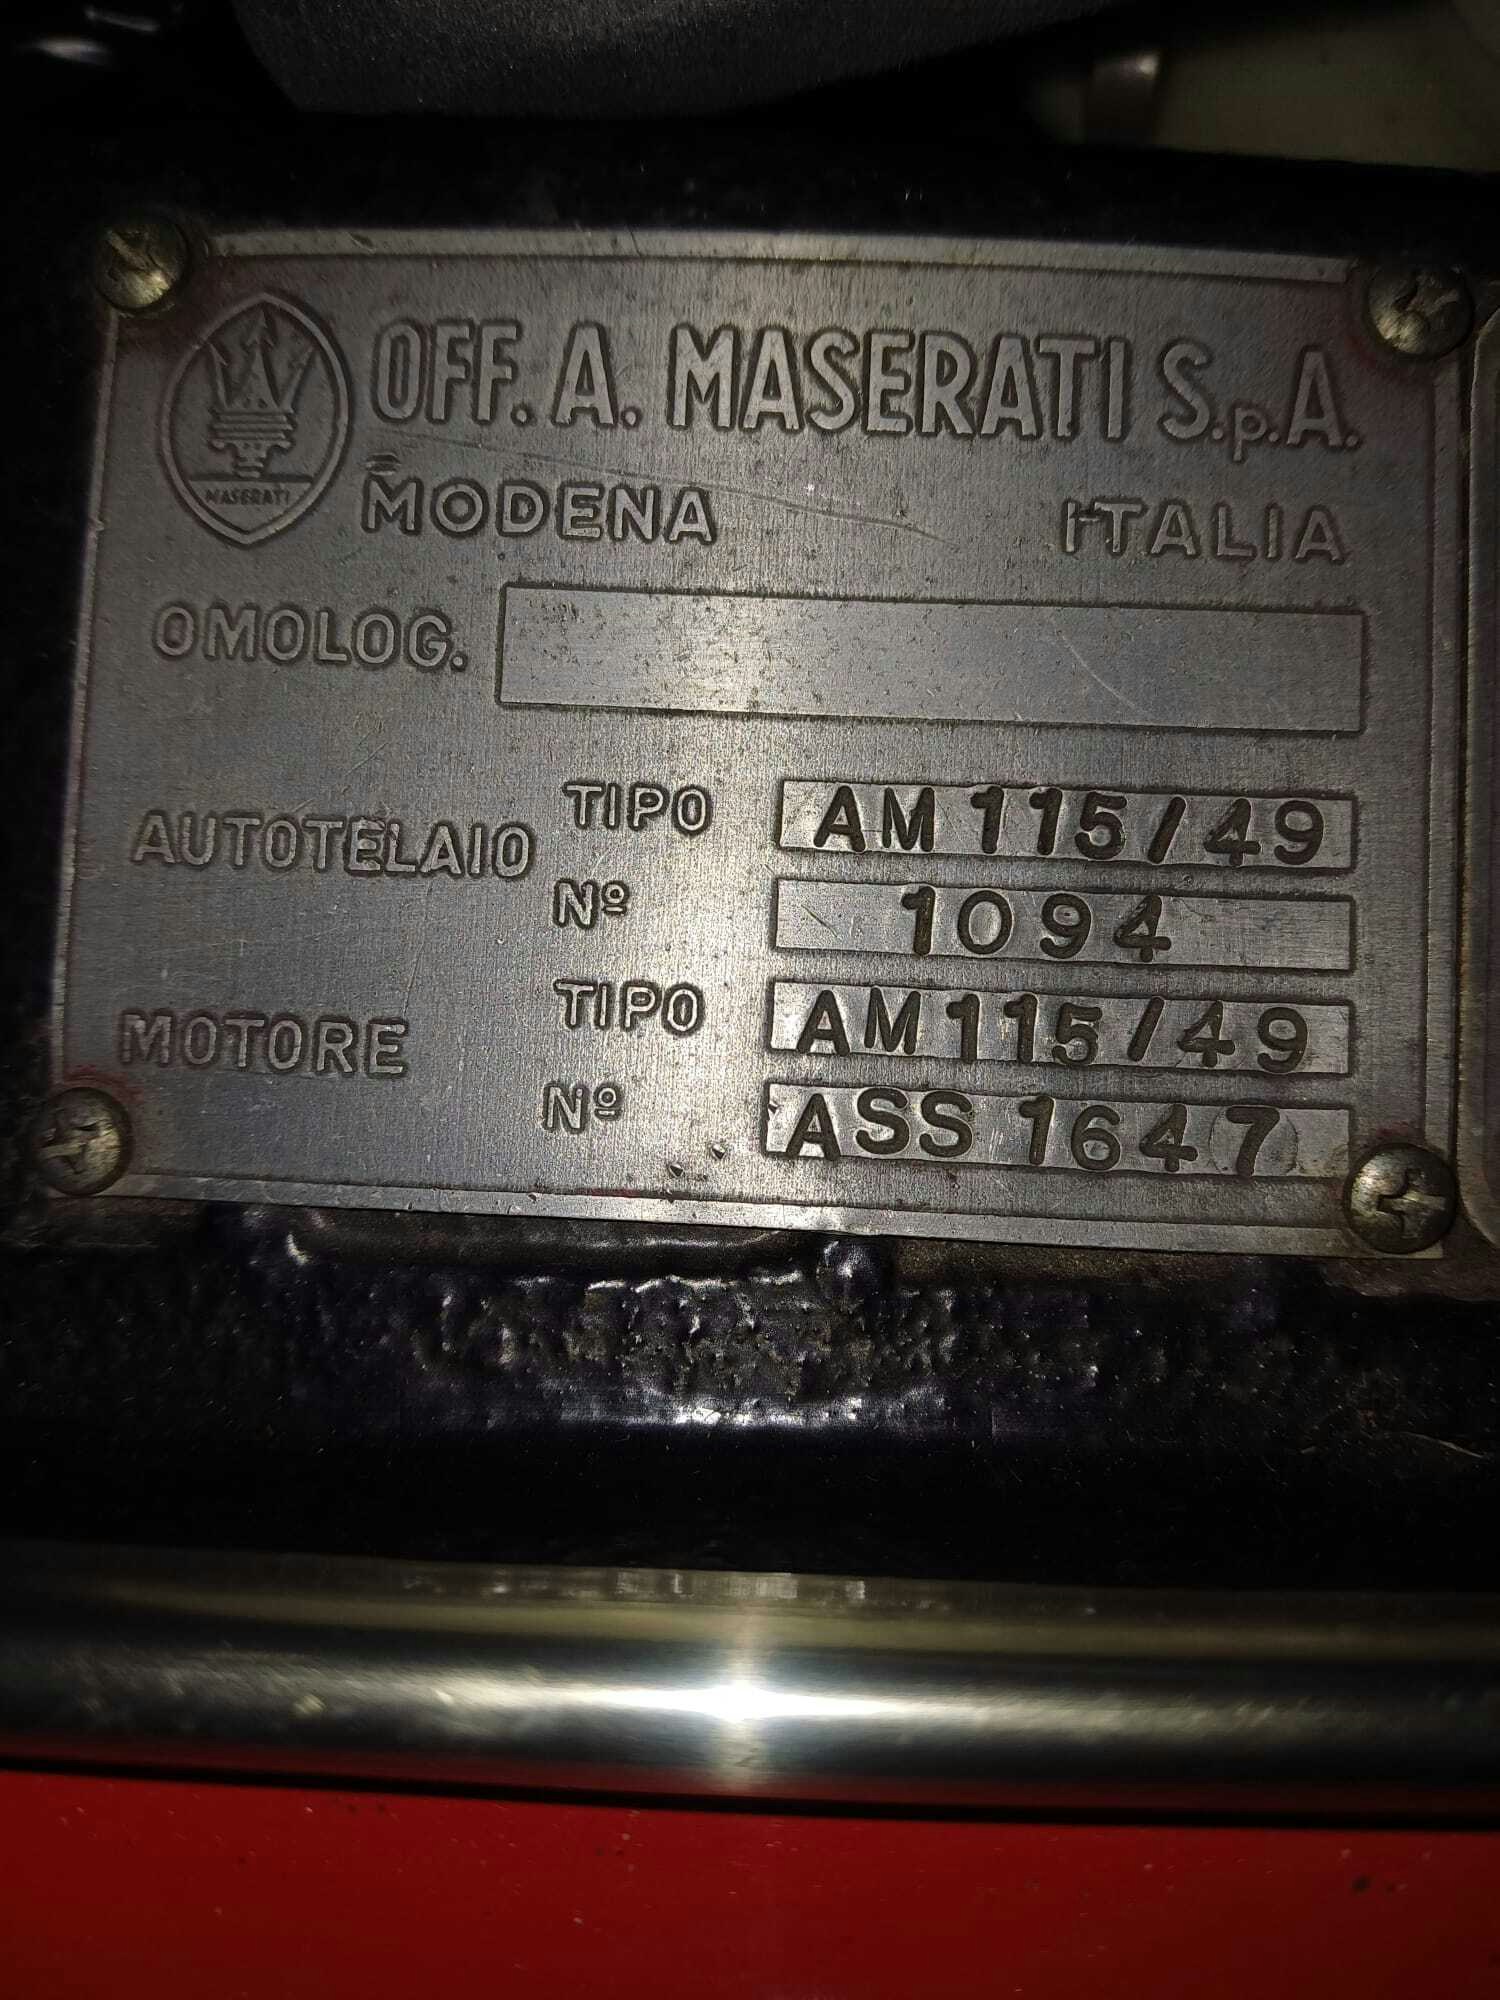 MASERATI
OFF. A. MASERATI S.p.A.
MODENA ITALIA
OMOLOG.
AUTOTELAIO TIPO AM 115/49
Nº 1094
MOTORE TIPO AM 115/49
Nº ASS 1647